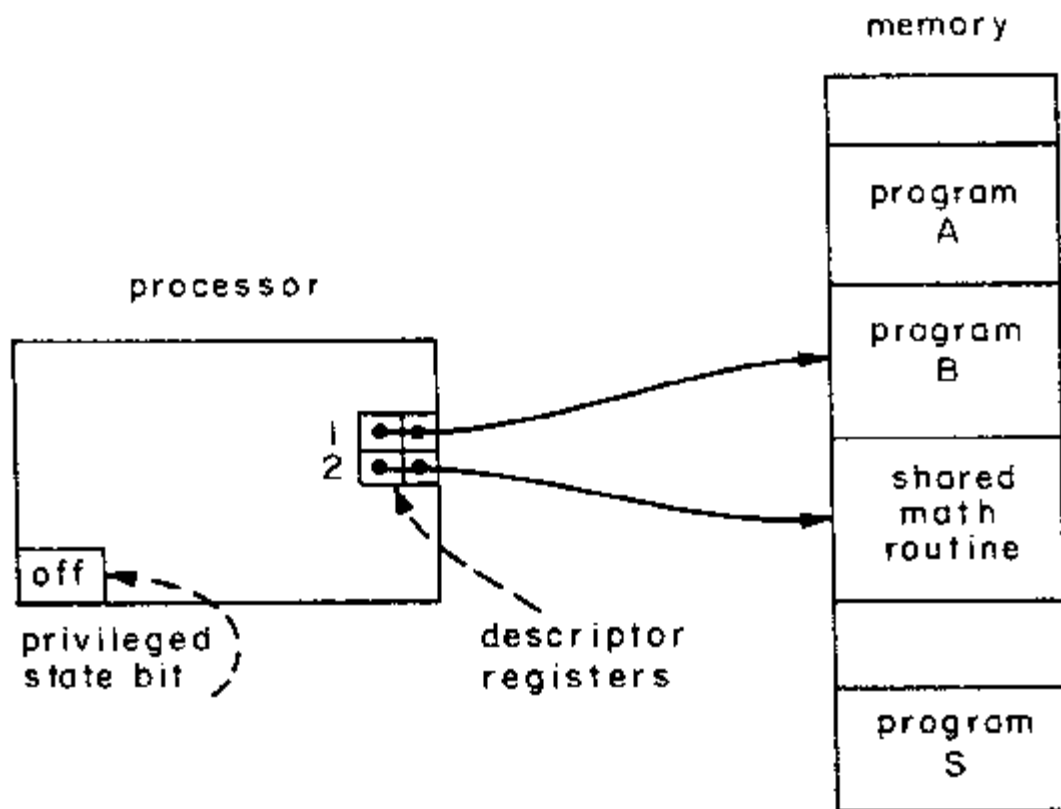 memory
program
A
processor
program
B
1
2
shared
math
routine
off
privileged
state bit
descriptor
registers
program
S